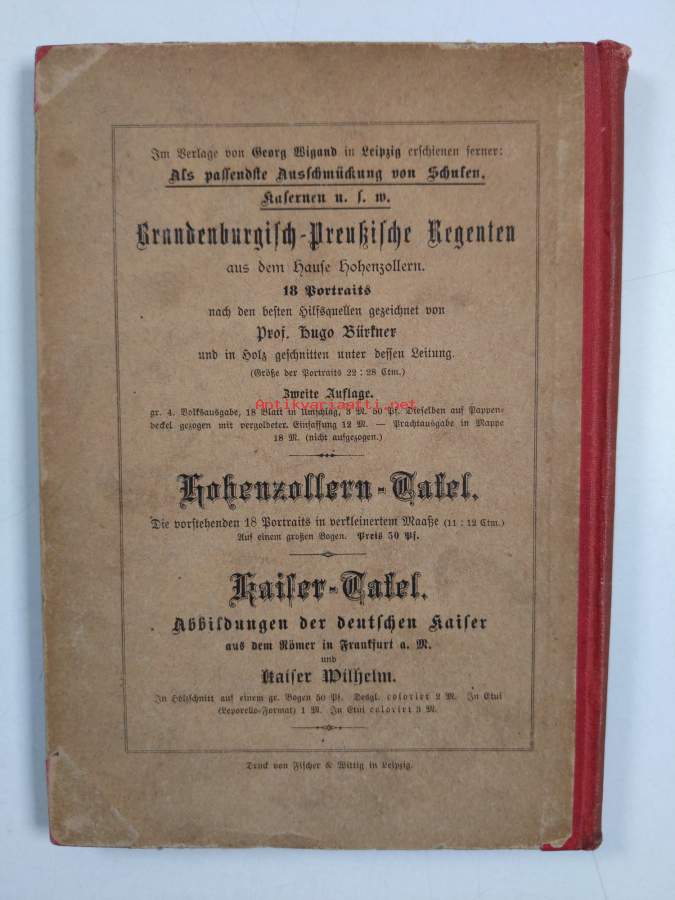 Im Verlage von Georg Wigand in Leipzig erschienen ferner:
Als passendste Ausschmückung von Schulen,
Kasernen u. s. w.
Brandenburgisch-Preußische Regenten
aus dem Hause Hohenzollern.
18 Portraits
nach den besten Hilfsquellen gezeichnet von
Prof. Hugo Bürkner
und in Holz geschnitten unter dessen Leitung.
(Größe der Portraits 22 : 28 Ctm.)
Zweite Auflage.
Antikvariaatti.net
gr. 4. Volksausgabe, 18 Blatt in Umschlag, 3 M. 50 Pf. Dieselben auf Pappen-
deckel gezogen mit vergoldeter. Einfassung 12 M. — Prachtausgabe in Mappe
18 M. (nicht aufgezogen.)
Hohenzollern-Tafel.
Die vorstehenden 18 Portraits in verkleinertem Maaße (11 : 12 Ctm.)
Auf einem großen Bogen. Preis 50 Pf.
Kaiser-Tafel.
Abbildungen der deutschen Kaiser
aus dem Römer in Frankfurt a. M.
und
Kaiser Wilhelm.
In Holzschnitt auf einem gr. Bogen 50 Pf. Desgl. colorirt 2 M. In Etui
(Leporello-Format) 1 M. In Etui colorirt 3 M.
Druck von Fischer & Wittig in Leipzig.